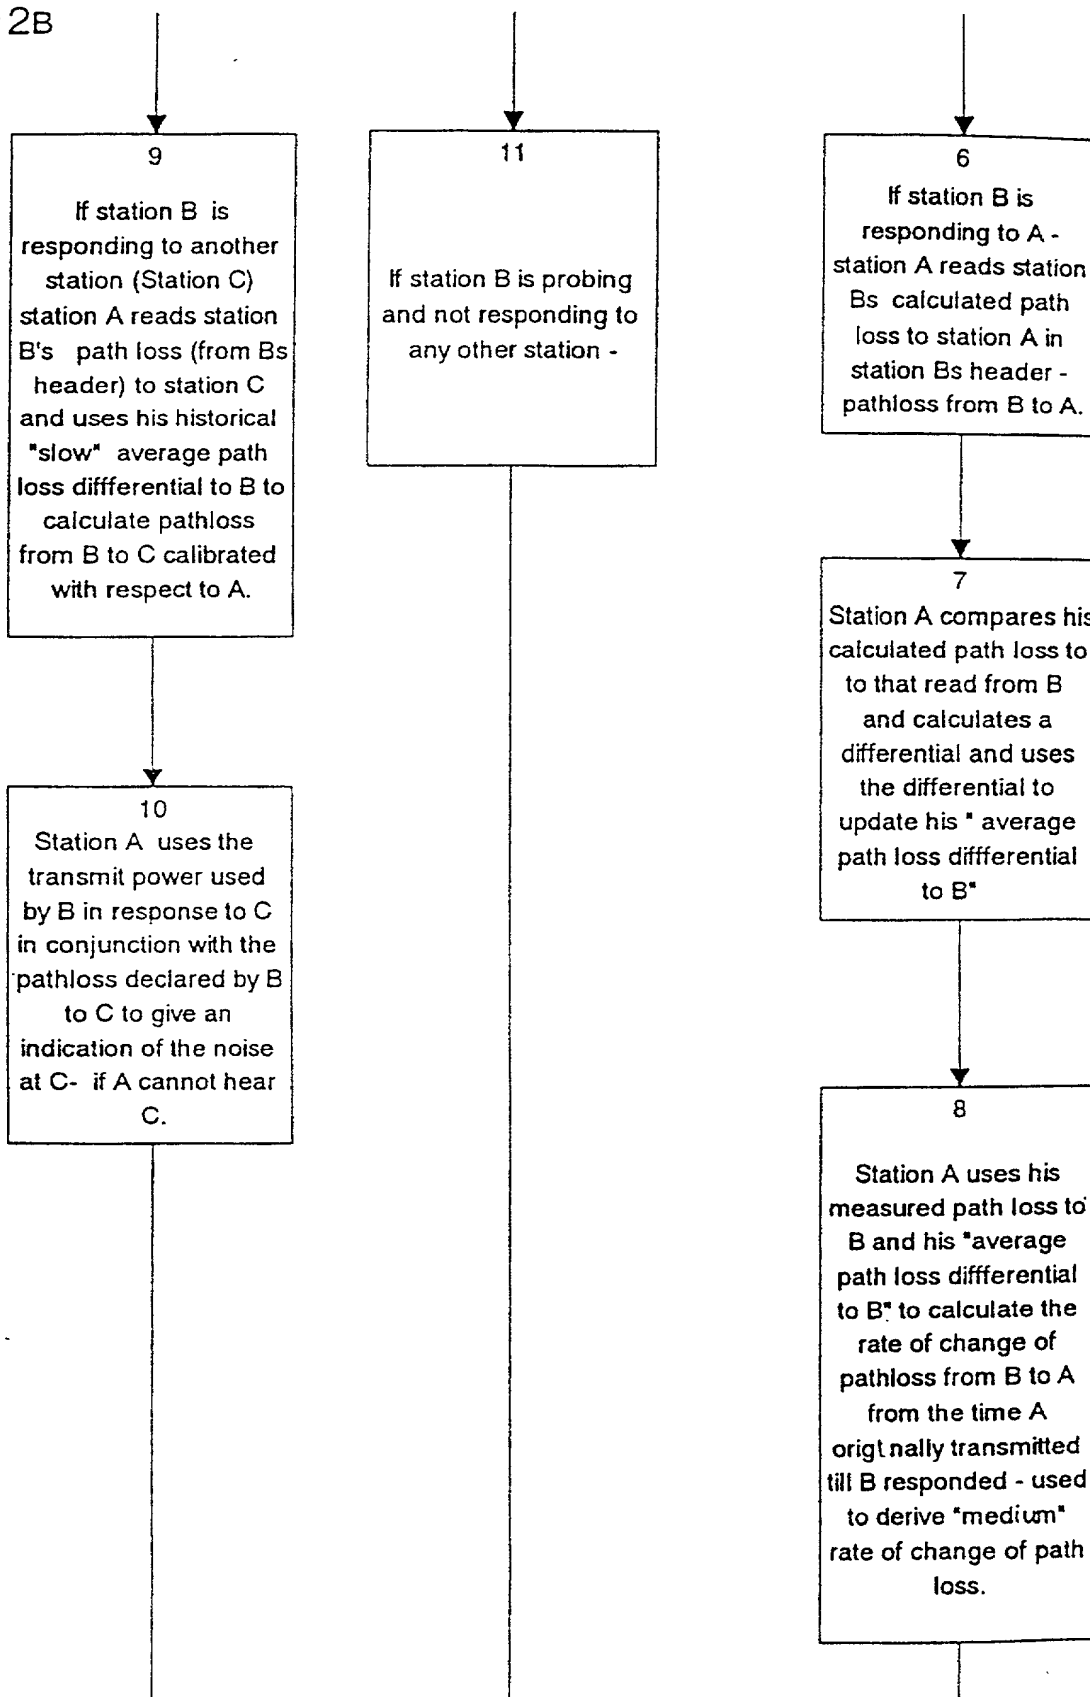 2B
9
If station B is
responding to another
station (Station C)
station A reads station
B's path loss (from Bs
header) to station C
and uses his historical
"slow" average path
loss diffferential to B to
calculate pathloss
from B to C calibrated
with respect to A.
10
Station A uses the
transmit power used
by B in response to C
in conjunction with the
pathloss declared by B
to C to give an
indication of the noise
at C- if A cannot hear
C.
11
If station B is probing
and not responding to
any other station -
6
If station B is
responding to A -
station A reads station
Bs calculated path
loss to station A in
station Bs header -
pathloss from B to A.
7
Station A compares his
calculated path loss to
to that read from B
and calculates a
differential and uses
the differential to
update his " average
path loss diffferential
to B"
8
Station A uses his
measured path loss to
B and his "average
path loss diffferential
to B" to calculate the
rate of change of
pathloss from B to A
from the time A
originally transmitted
till B responded - used
to derive "medium"
rate of change of path
loss.